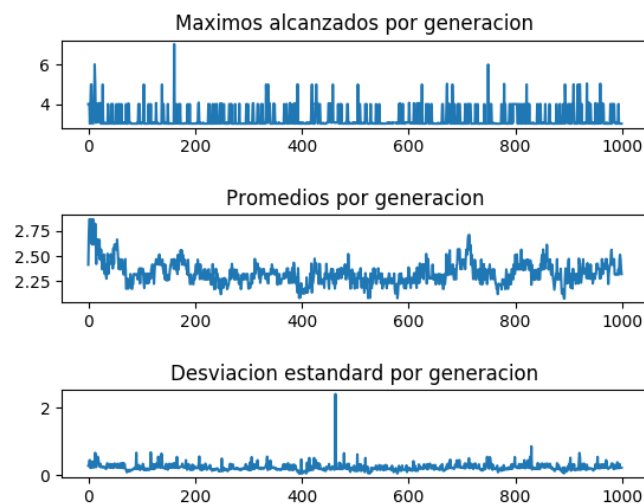 Maximos alcanzados por generacion
6
4
0 200 400 600 800 1000
Promedios por generacion
2.75
2.50
2.25
0 200 400 600 800 1000
Desviacion estandard por generacion
2
0
0 200 400 600 800 1000